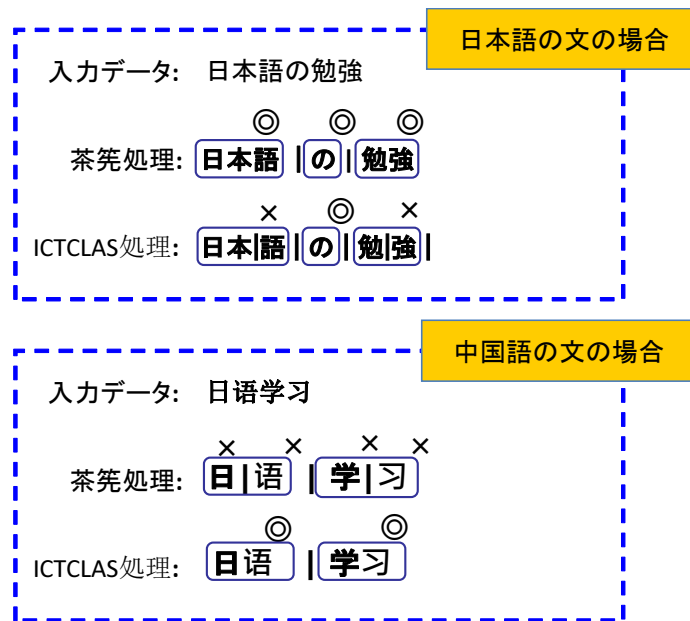 日本語の文の場合
入力データ: 日本語の勉強
◎ ◎ ◎
茶筅処理: 日本語 | の | 勉強
× ◎ ×
ICTCLAS処理: 日本|語 | の | 勉|強 |
中国語の文の場合
入力データ: 日语学习
× × × ×
茶筅処理: 日|语 | 学|习
◎ ◎
ICTCLAS処理: 日语 | 学习